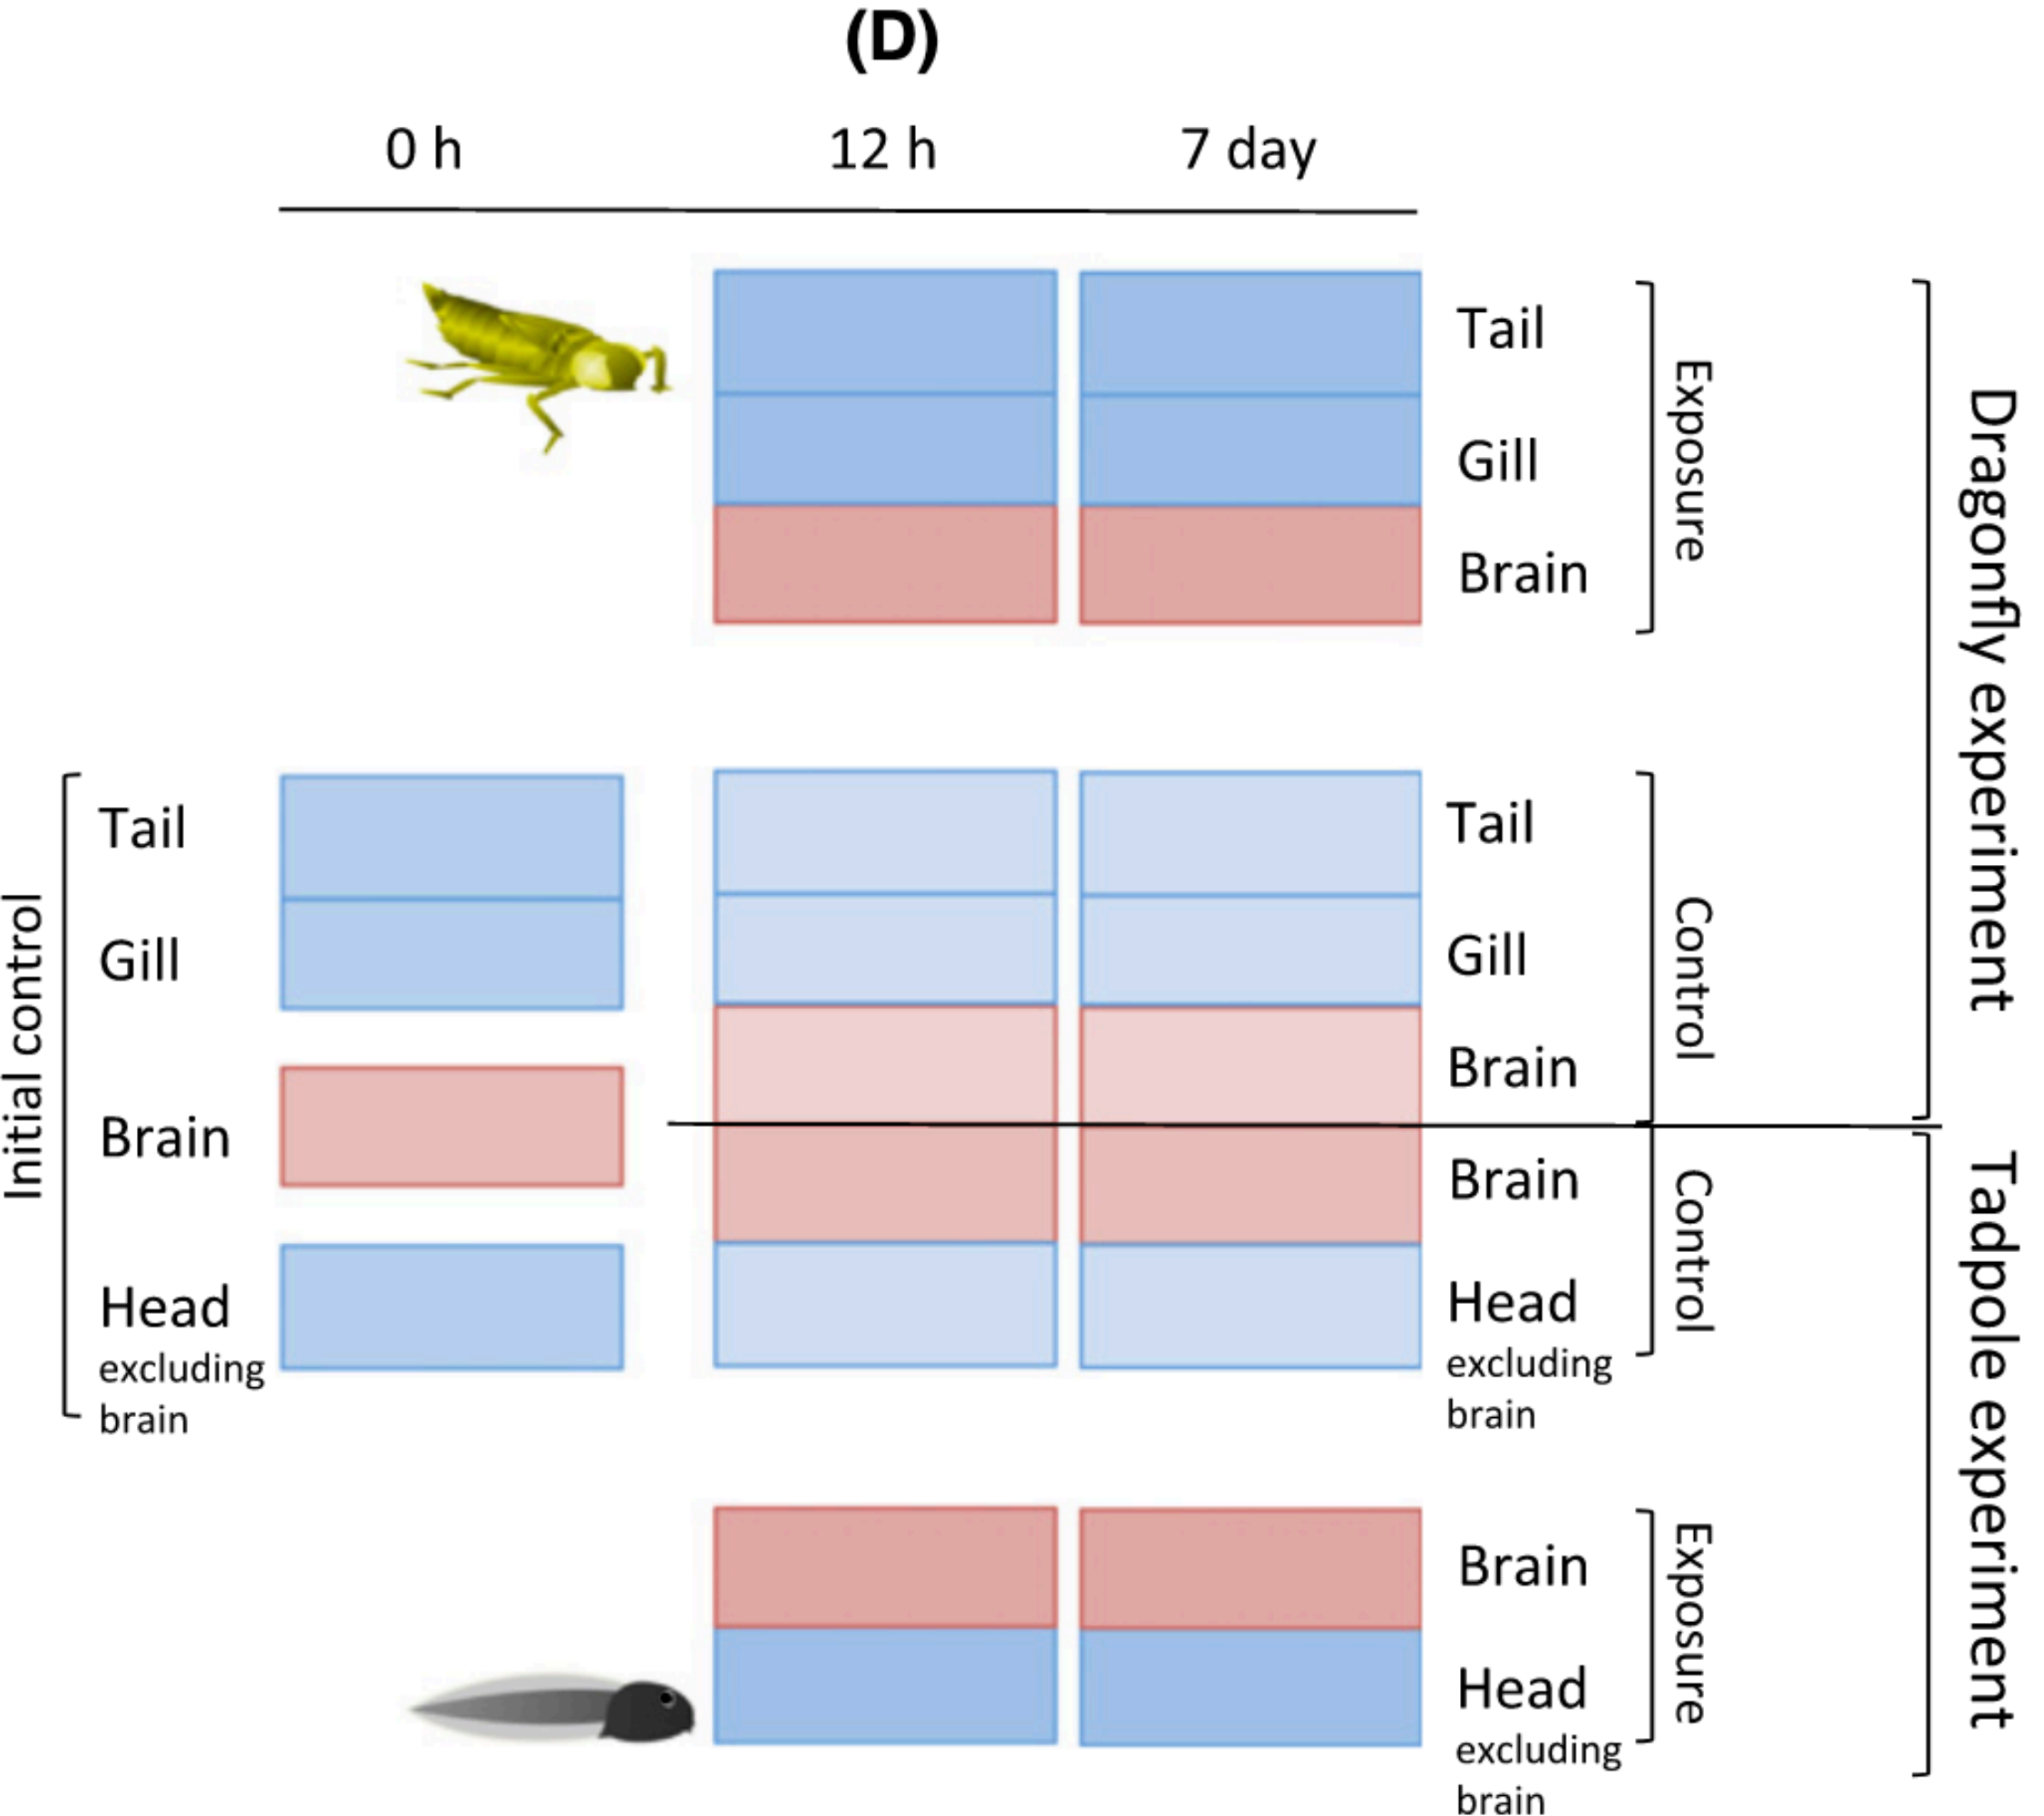 (D)
0 h 12 h 7 day
Tail
Gill
Brain
Exposure
Dragonfly experiment
Initial control
Tail
Gill
Brain
Head
excluding
brain
Tail
Gill
Brain
Control
Brain
Head
excluding
brain
Control
Tadpole experiment
Brain
Head
excluding
brain
Exposure